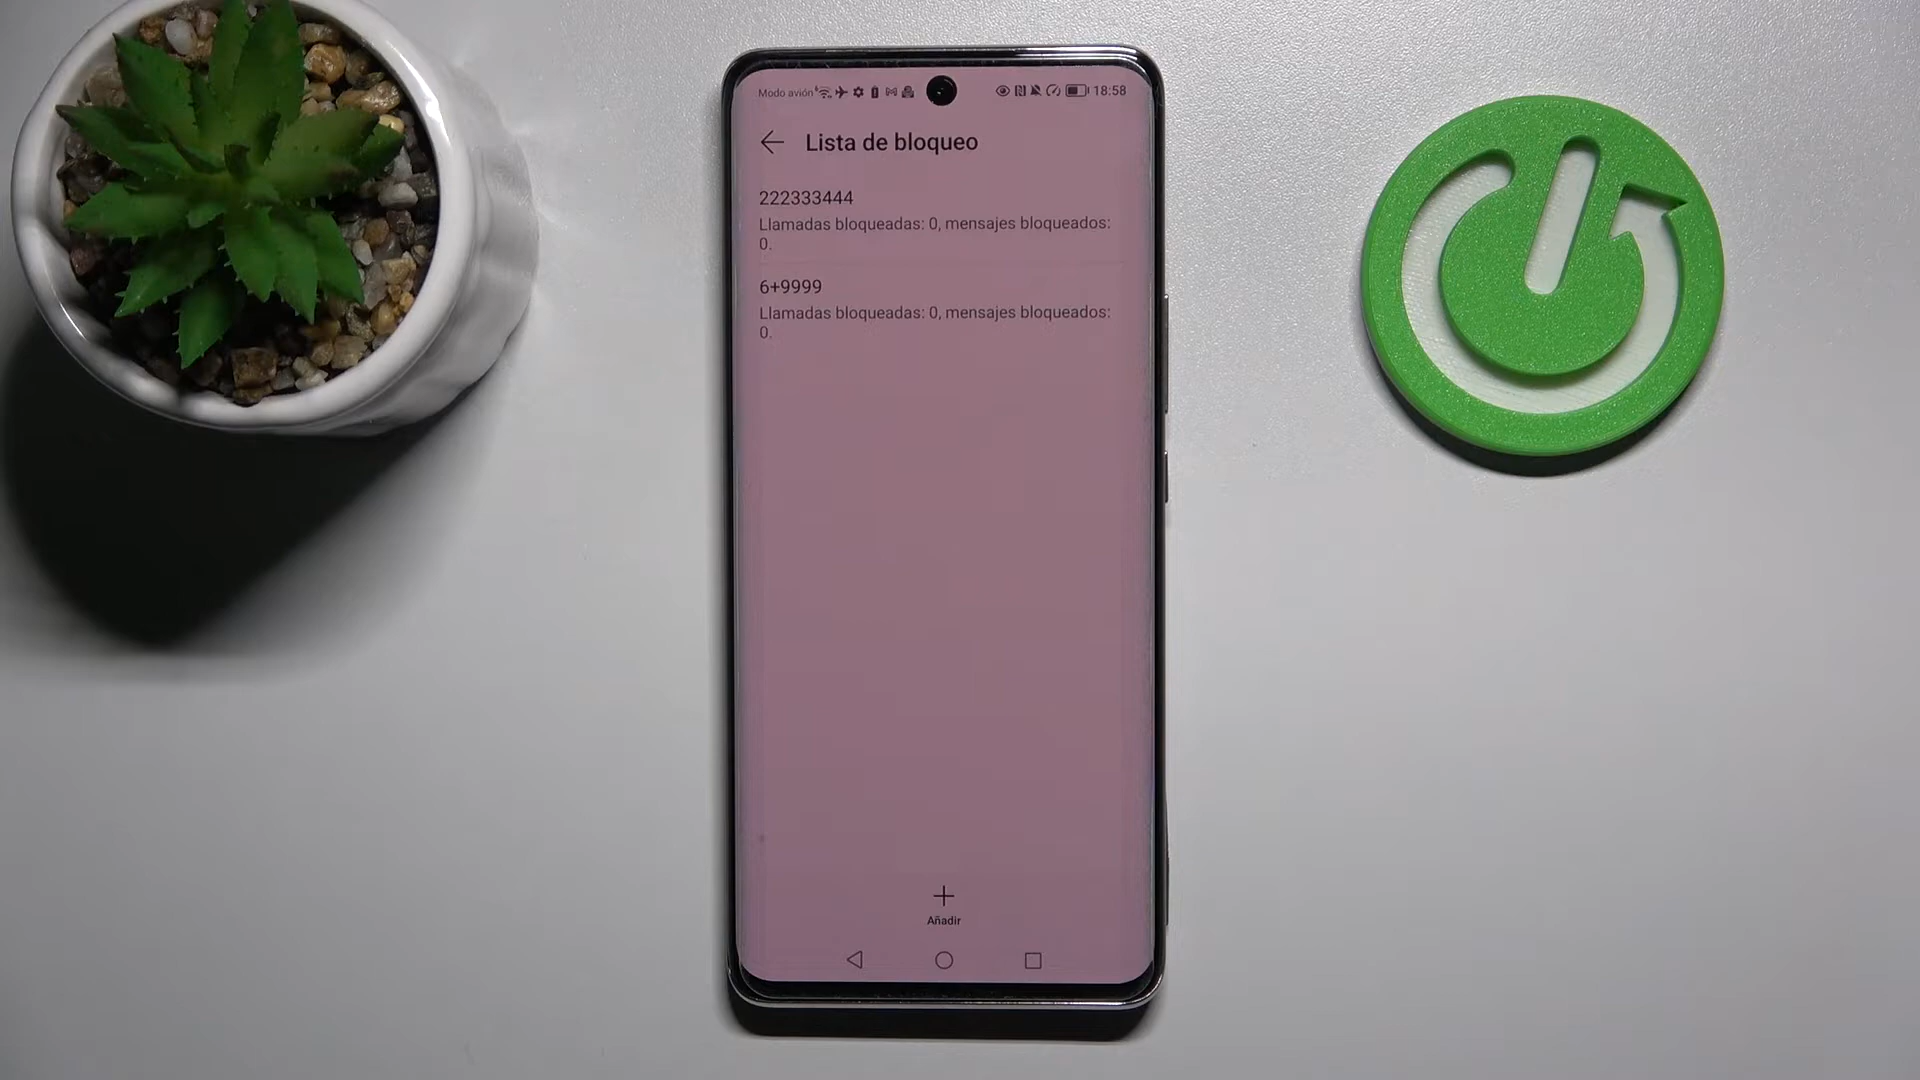 Modo avión 18:58
Lista de bloqueo
222333444
Llamadas bloqueadas: 0, mensajes bloqueados:
0.
6+9999
Llamadas bloqueadas: 0, mensajes bloqueados:
0.
Añadir